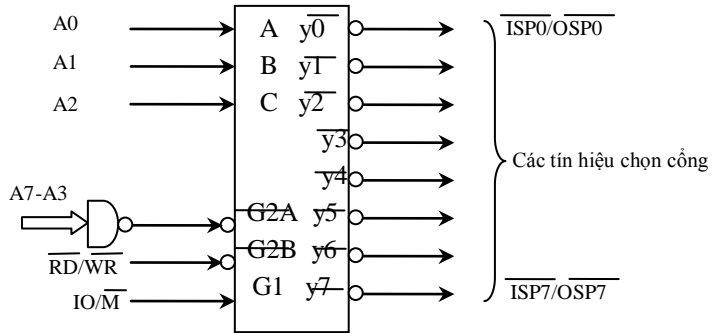 A0 A y0 ISP0/OSP0
A1 B y1
A2 C y2
y3
Các tín hiệu chọn cổng
y4
A7-A3
G2A y5
G2B y6
RD/WR
IO/M G1 y7 ISP7/OSP7